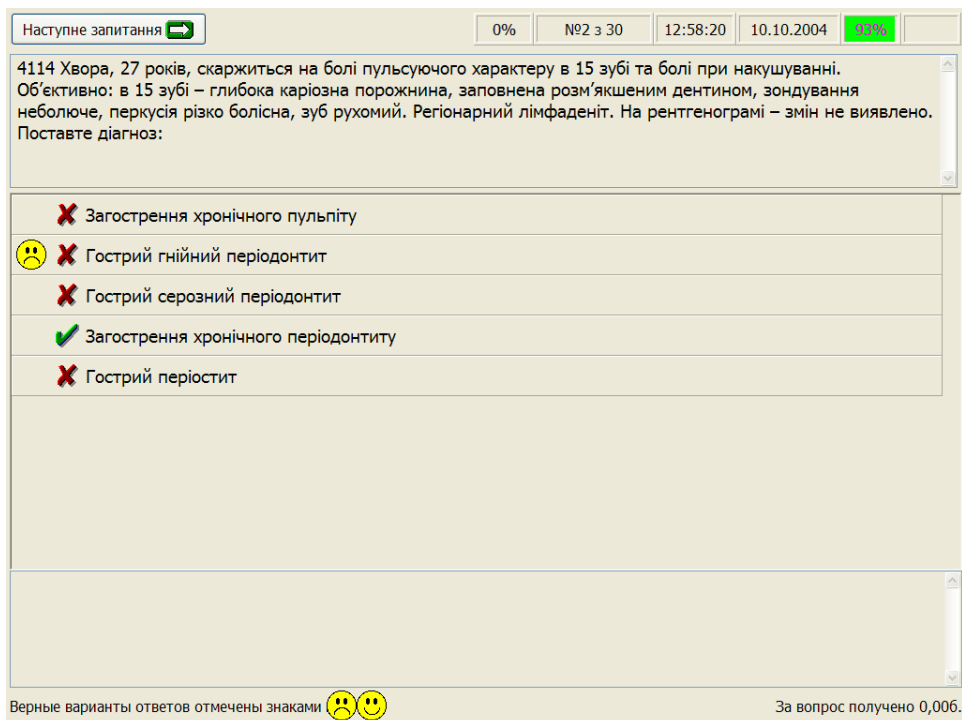 Наступне запитання
0%
№2 з 30
12:58:20
10.10.2004
93%
4114 Хвора, 27 років, скаржиться на болі пульсуючого характеру в 15 зубі та болі при накушуванні.
Об’єктивно: в 15 зубі – глибока каріозна порожнина, заповнена розм’якшеним дентином, зондування
неболюче, перкусія різко болісна, зуб рухомий. Регіонарний лімфаденіт. На рентгенограмі – змін не виявлено.
Поставте діагноз:
Загострення хронічного пульпіту
Гострий гнійний періодонтит
Гострий серозний періодонтит
Загострення хронічного періодонтиту
Гострий періостит
Верные варианты ответов отмечены знаками
За вопрос получено 0,00б.